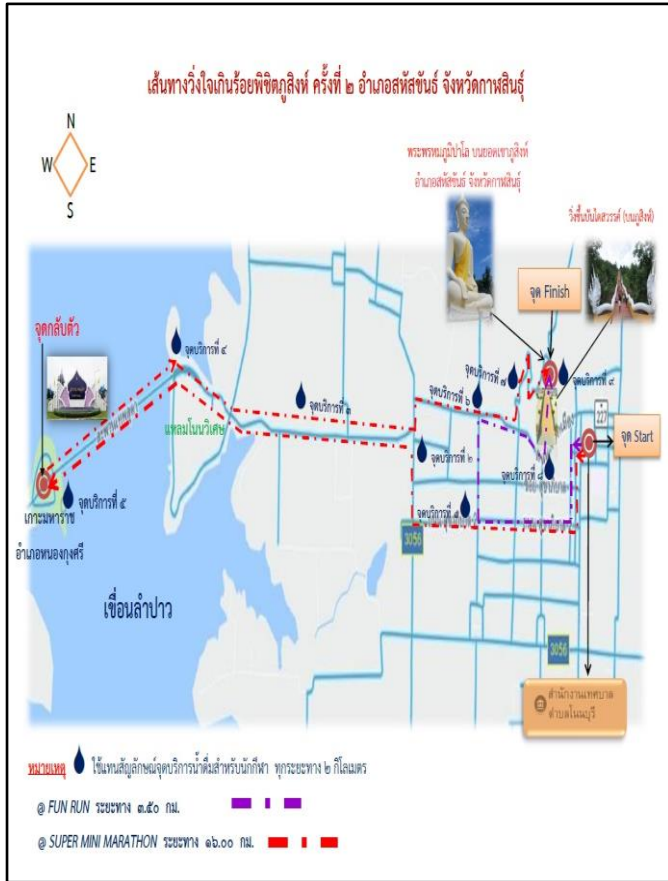 เส้นทางวิ่งใจเกินร้อยพิชิตภูสิงห์ ครั้งที่ ๒ อำเภอสหัสขันธ์ จังหวัดกาฬสินธุ์
N
W E
S
พระพรหมภูมิปาโล บนยอดเขาภูสิงห์
อำเภอสหัสขันธ์ จังหวัดกาฬสินธุ์
วิ่งขึ้นบันไดสวรรค์ (บนภูสิงห์)
จุด Finish
จุดกลับตัว
จุดบริการที่ ๔
จุดบริการที่ ๗
จุดบริการที่ ๙
จุดบริการที่ ๖
จุดบริการที่ ๓
227
แหลมโนนวิเศษ
จุด Start
จุดบริการที่ ๒
จุดบริการที่ ๘
จุดบริการที่ ๕
จุดบริการที่
เกาะมหาราช
อำเภอหนองกุงศรี
3056
เขื่อนลำปาว
3056
สำนักงานเทศบาล
ตำบลโนนบุรี
หมายเหตุ ใช้แทนสัญลักษณ์จุดบริการน้ำดื่มสำหรับนักกีฬา ทุกระยะทาง ๒ กิโลเมตร
@ FUN RUN ระยะทาง ๓.๕๐ กม.
@ SUPER MINI MARATHON ระยะทาง ๑๖.๐๐ กม.